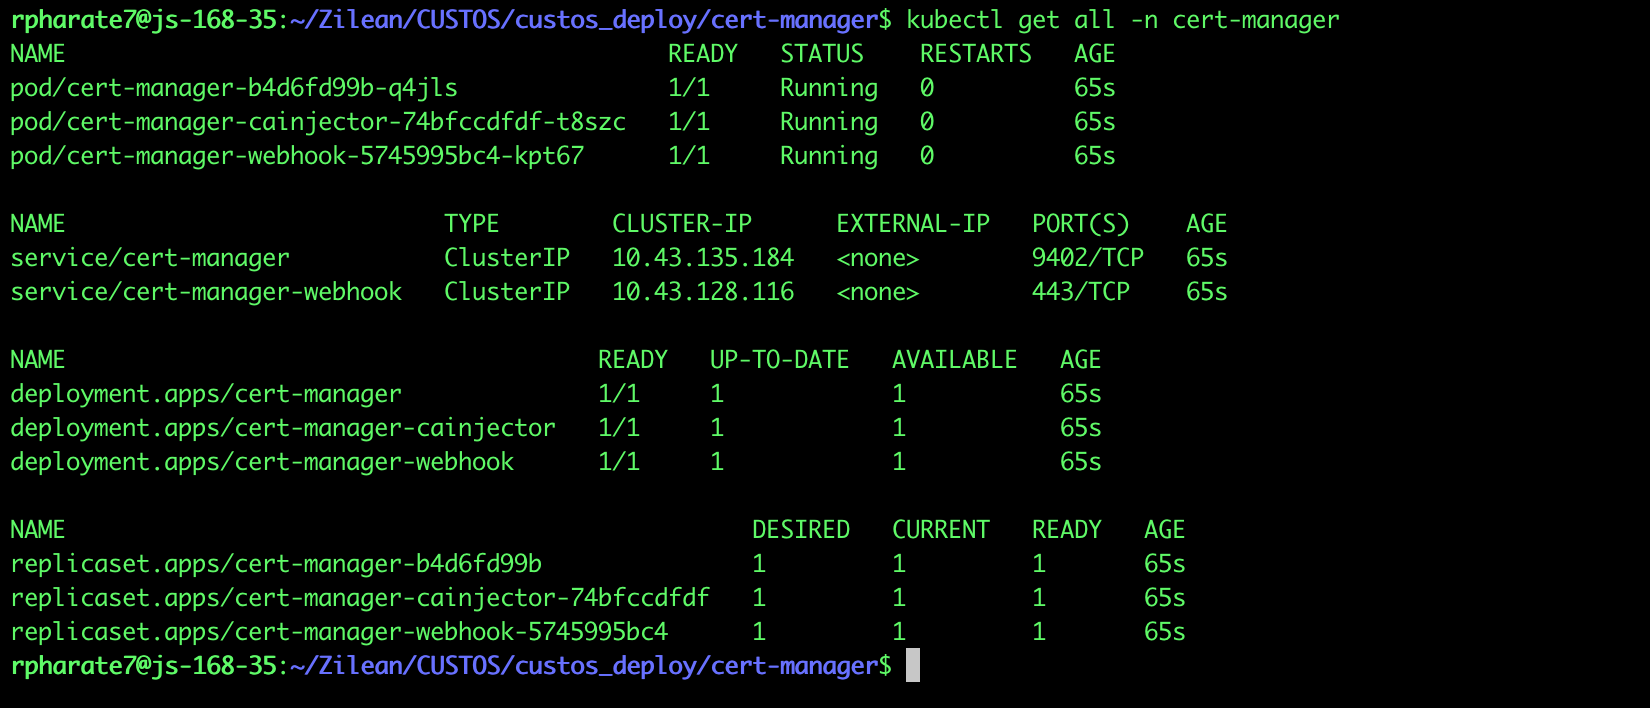 rpharate7@js-168-35:~/Zilean/CUSTOS/custos_deploy/cert-manager$ kubectl get all -n cert-manager
NAME                                           READY   STATUS    RESTARTS   AGE
pod/cert-manager-b4d6fd99b-q4jls               1/1     Running   0          65s
pod/cert-manager-cainjector-74bfccdfdf-t8szc   1/1     Running   0          65s
pod/cert-manager-webhook-5745995bc4-kpt67      1/1     Running   0          65s

NAME                           TYPE        CLUSTER-IP      EXTERNAL-IP   PORT(S)    AGE
service/cert-manager           ClusterIP   10.43.135.184   <none>        9402/TCP   65s
service/cert-manager-webhook   ClusterIP   10.43.128.116   <none>        443/TCP    65s

NAME                                      READY   UP-TO-DATE   AVAILABLE   AGE
deployment.apps/cert-manager              1/1     1            1           65s
deployment.apps/cert-manager-cainjector   1/1     1            1           65s
deployment.apps/cert-manager-webhook      1/1     1            1           65s

NAME                                                 DESIRED   CURRENT   READY   AGE
replicaset.apps/cert-manager-b4d6fd99b               1         1         1       65s
replicaset.apps/cert-manager-cainjector-74bfccdfdf   1         1         1       65s
replicaset.apps/cert-manager-webhook-5745995bc4      1         1         1       65s
rpharate7@js-168-35:~/Zilean/CUSTOS/custos_deploy/cert-manager$